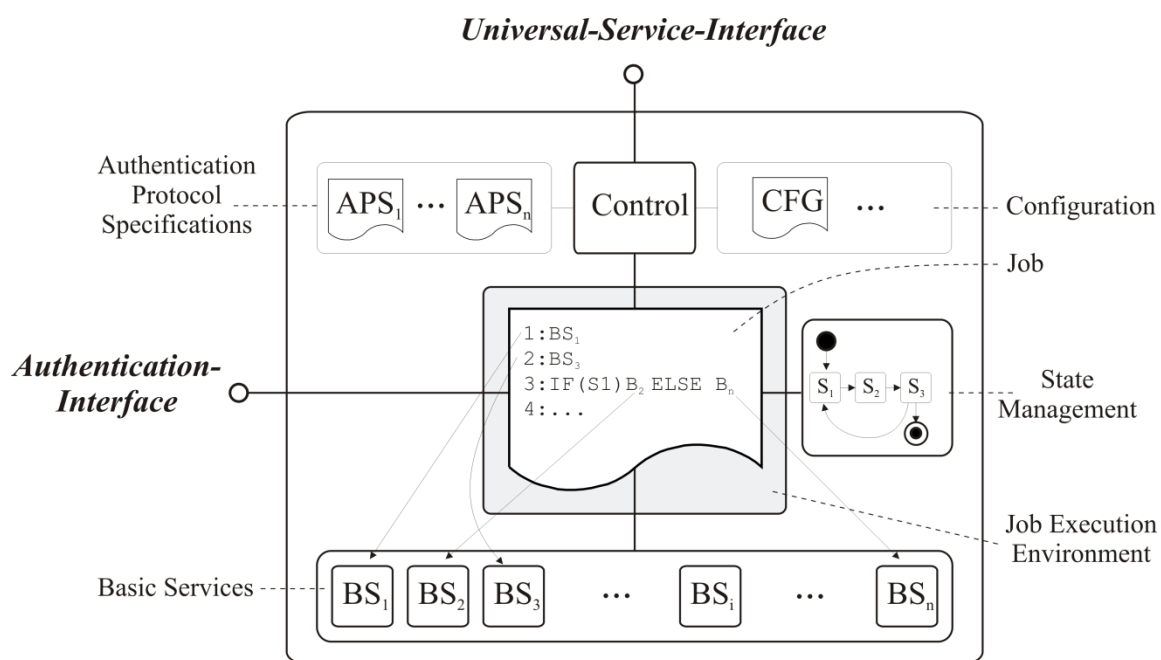 Universal-Service-Interface
Authentication
Protocol
Specifications
APS1 ... APSn
Control
CFG ...
Configuration
Job
1:BS1
2:BS3
3:IF(S1)B2 ELSE Bn
4:...
Authentication-
Interface
S1 S2 S3
State
Management
Job Execution
Environment
Basic Services
BS1 BS2 BS3 ... BSi ... BSn